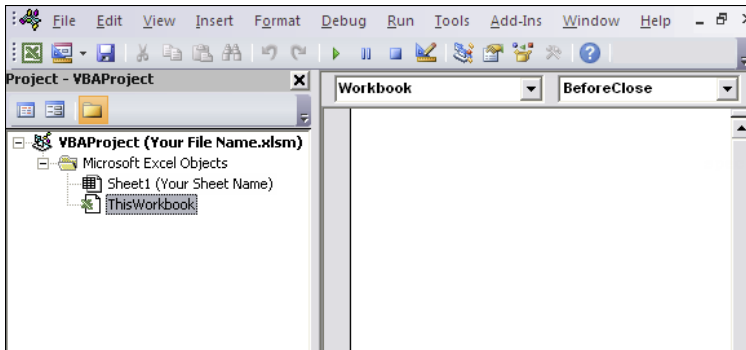 File Edit View Insert Format Debug Run Tools Add-Ins Window Help
Project - VBAProject
Workbook BeforeClose
VBAProject (Your File Name.xlsm)
Microsoft Excel Objects
Sheet1 (Your Sheet Name)
ThisWorkbook